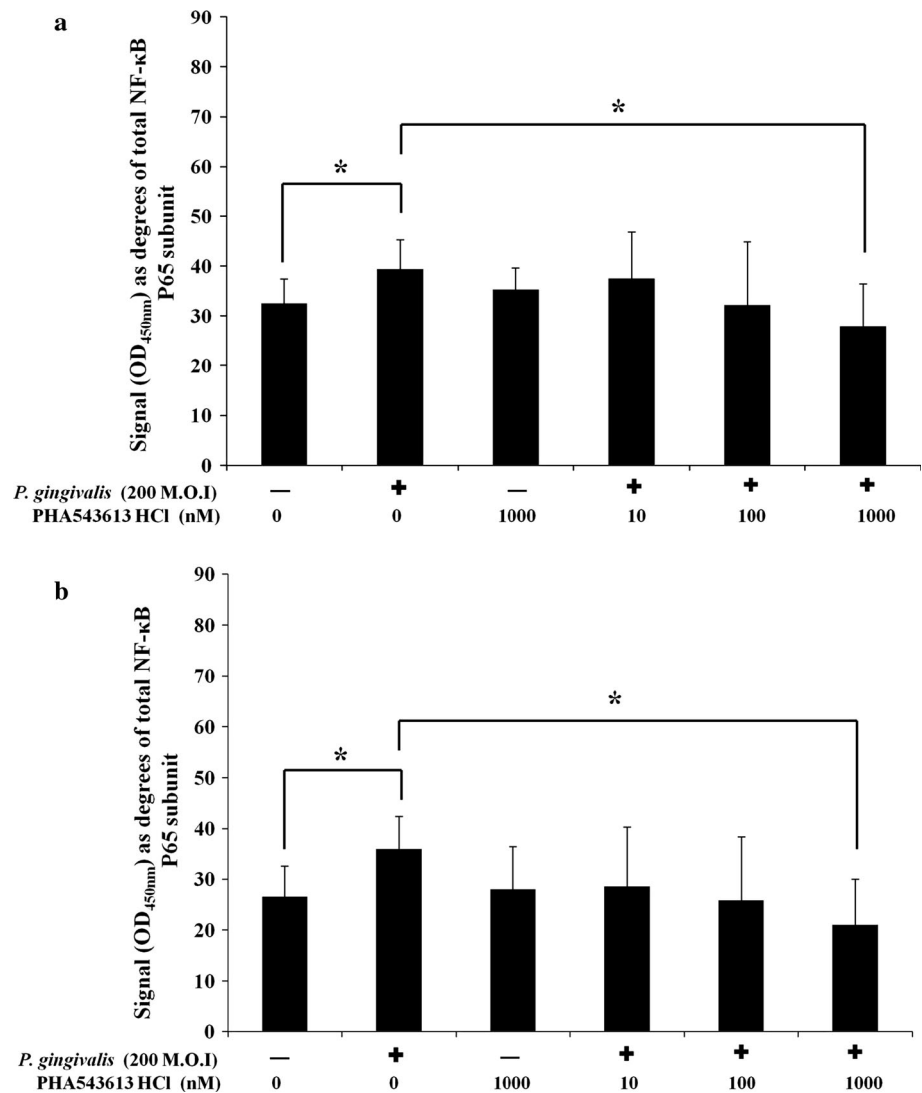 a
Signal (OD450nm) as degrees of total NF-κB
P65 subunit
90
80
70
60
50
40
30
20
10
0
*
*
P. gingivalis (200 M.O.I) — + — + + +
PHA543613 HCl (nM) 0 0 1000 10 100 1000
b
Signal (OD450nm) as degrees of total NF-κB
P65 subunit
90
80
70
60
50
40
30
20
10
0
*
*
P. gingivalis (200 M.O.I) — + — + + +
PHA543613 HCl (nM) 0 0 1000 10 100 1000